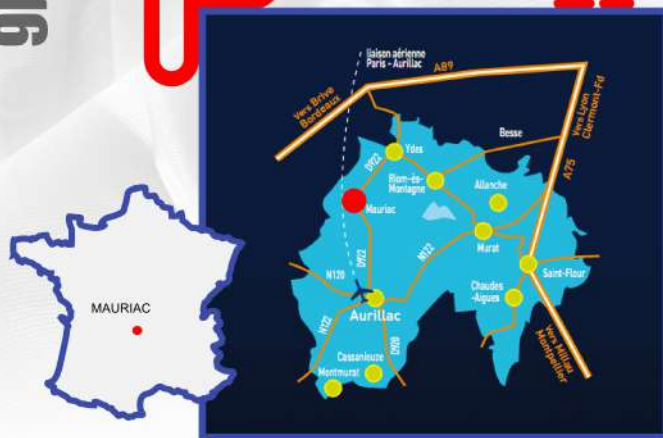 liaison aérienne
Paris - Aurillac
A89
Vers Brive
Bordeaux
Vers Lyon
Clermont-Fd
Besse
A75
Ydes
D922
Riom-ès-
Montagne
Allanche
Mauriac
Murat
D922
N122
Saint-Flour
N120
Chaudes
-Aigues
Aurillac
N122
D920
Vers Millau
Montpellier
Cassaniouze
Montmurat
MAURIAC